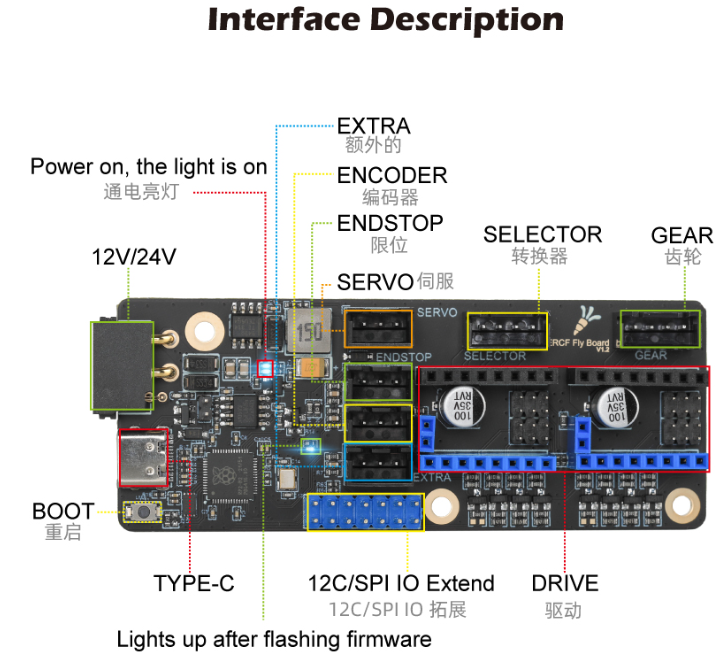 Interface Description
EXTRA
额外的
Power on, the light is on
通电亮灯
ENCODER
编码器
ENDSTOP
限位
SELECTOR
转换器
GEAR
齿轮
12V/24V
SERVO 伺服
SERVO
ERCF Fly Board
V1.2
150
ENDSTOP
SELECTOR
GEAR
100
35V
RVT
100
35V
RVT
EXTRA
BOOT
重启
TYPE-C
12C/SPI IO Extend
12C/SPI IO 拓展
DRIVE
驱动
Lights up after flashing firmware